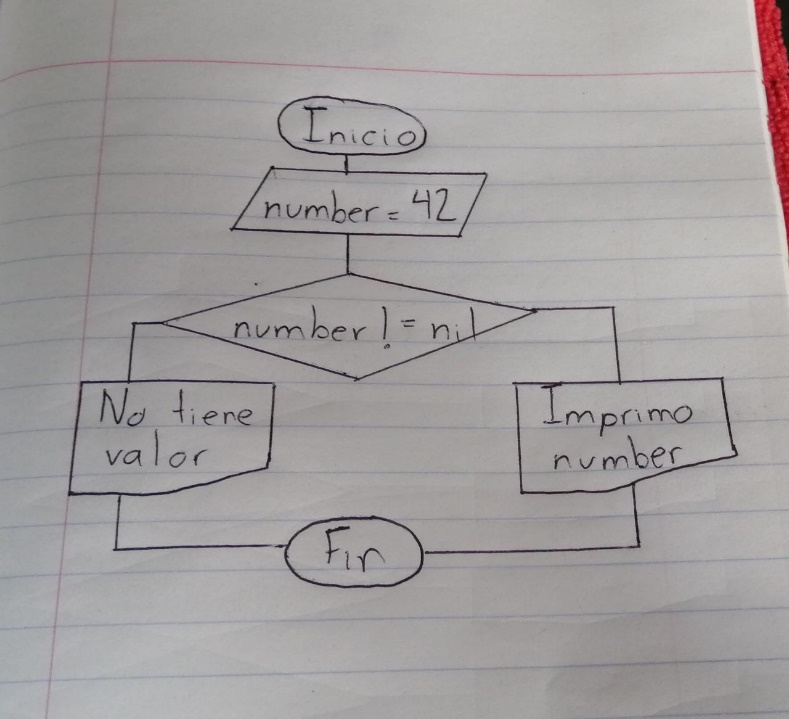 Inicio
number = 42
number != nil
No tiene
valor
Imprimo
number
Fin